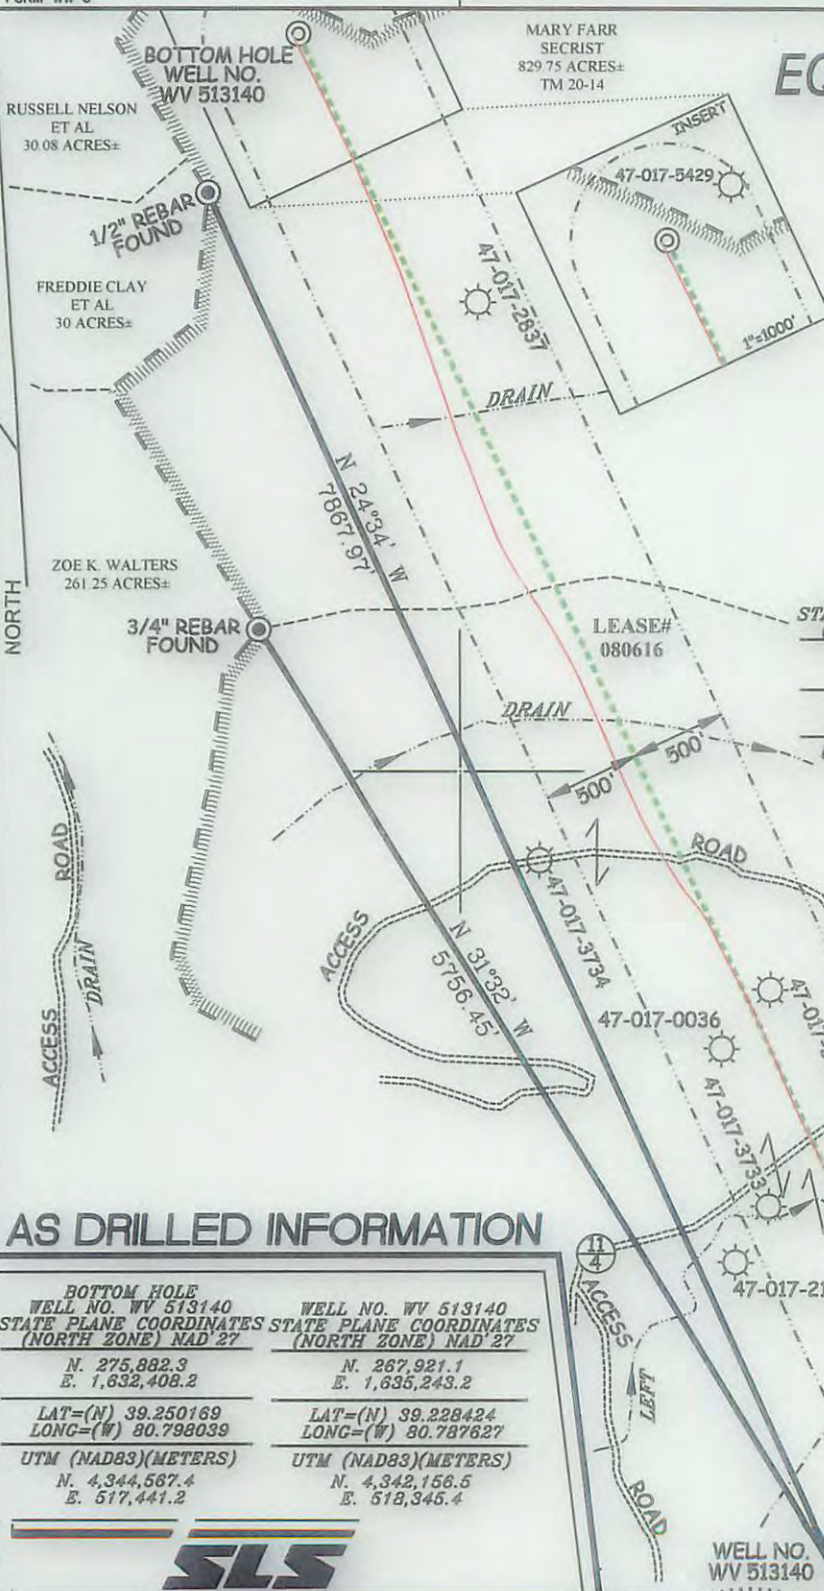 BOTTOM HOLE
WELL NO.
WV 513140
MARY FARR
SECRIST
829 75 ACRES±
TM 20-14
RUSSELL NELSON
ET AL
30.08 ACRES±
INSERT
47-017-5429
1/2" REBAR
FOUND
47-017-2837
FREDDIE CLAY
ET AL
30 ACRES±
1"=1000'
DRAIN
N 24°34' W
7867.97'
ZOE K. WALTERS
261 25 ACRES±
NORTH
3/4" REBAR
FOUND
LEASE#
080616
DRAIN
500'
500'
ROAD
ROAD
ACCESS
47-017-3734
DRAIN
N 31°32' W
5756.45'
ACCESS
47-017-0036
47-017-3733
AS DRILLED INFORMATION
11
4
BOTTOM HOLE
WELL NO. WV 513140
STATE PLANE COORDINATES
(NORTH ZONE) NAD'27
N. 275,882.3
E. 1,632,408.2
LAT=(N) 39.250169
LONG=(W) 80.798039
UTM (NAD83)(METERS)
N. 4,344,567.4
E. 517,441.2
WELL NO. WV 513140
STATE PLANE COORDINATES
(NORTH ZONE) NAD'27
N. 267,921.1
E. 1,635,243.2
LAT=(N) 39.228424
LONG=(W) 80.787627
UTM (NAD83)(METERS)
N. 4,342,156.5
E. 518,345.4
47-017-21
ACCESS
LEFT
ROAD
SLS
WELL NO.
WV 513140